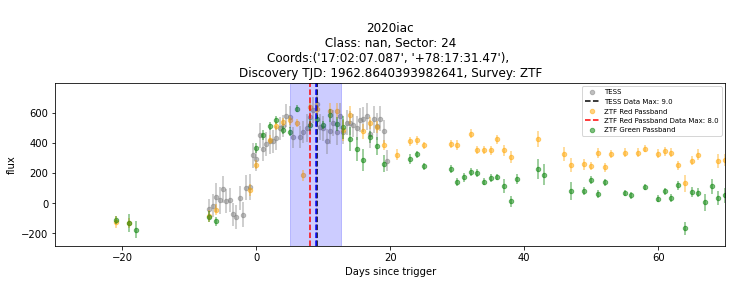 2020iac
Class: nan, Sector: 24
Coords:('17:02:07.087', '+78:17:31.47'),
Discovery TJD: 1962.8640393982641, Survey: ZTF
TESS
TESS Data Max: 9.0
ZTF Red Passband
ZTF Red Passband Data Max: 8.0
ZTF Green Passband
flux
600
400
200
0
−200
−20
0
20
40
60
Days since trigger